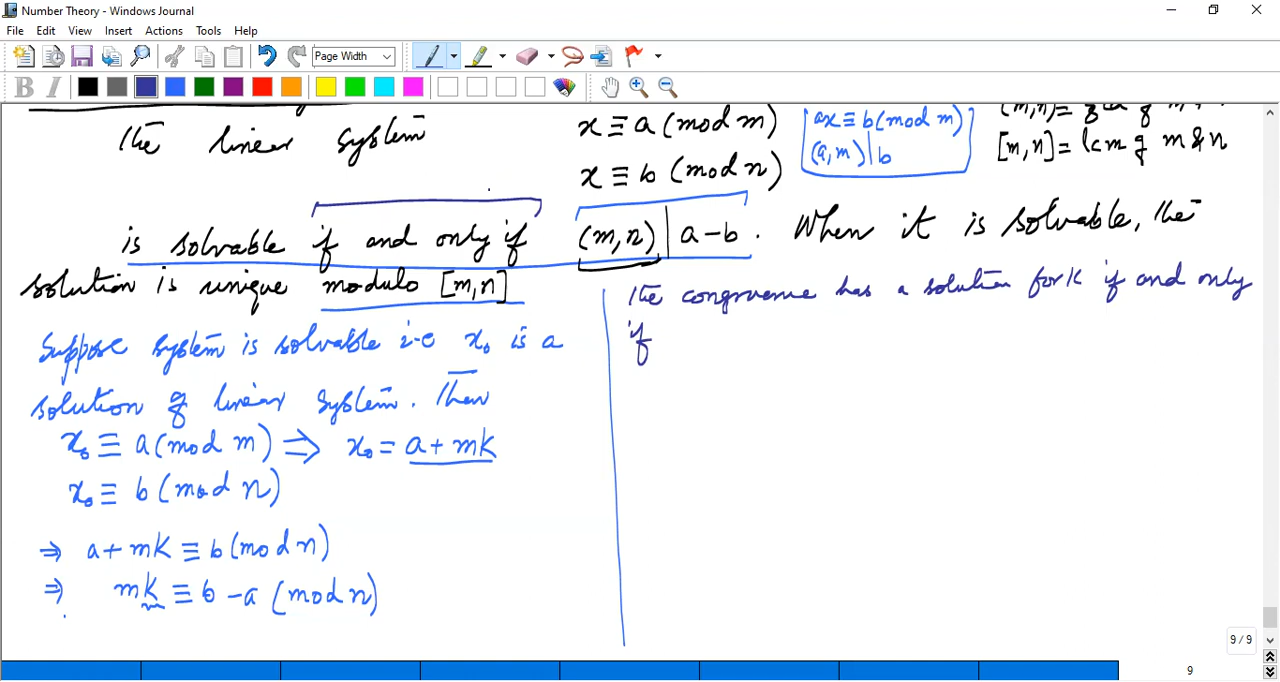 Number Theory - Windows Journal
File Edit View Insert Actions Tools Help
Page Width
B I
The linear system
x ≡ a (mod m)
x ≡ b (mod n)
ax ≡ b (mod m)
(a, m) | b
[m, n] = lcm of m & n
is solvable if and only if (m, n) | a - b . When it is solvable, the
solution is unique modulo [m, n]
Suppose system is solvable i.e x₀ is a
solution of linear system. Then
x₀ ≡ a (mod m) ⇒ x₀ = a + mk
x₀ ≡ b (mod n)
⇒ a + mk ≡ b (mod n)
⇒ mk ≡ b - a (mod n)
The congruence has a solution for k if and only
if
9 / 9
9